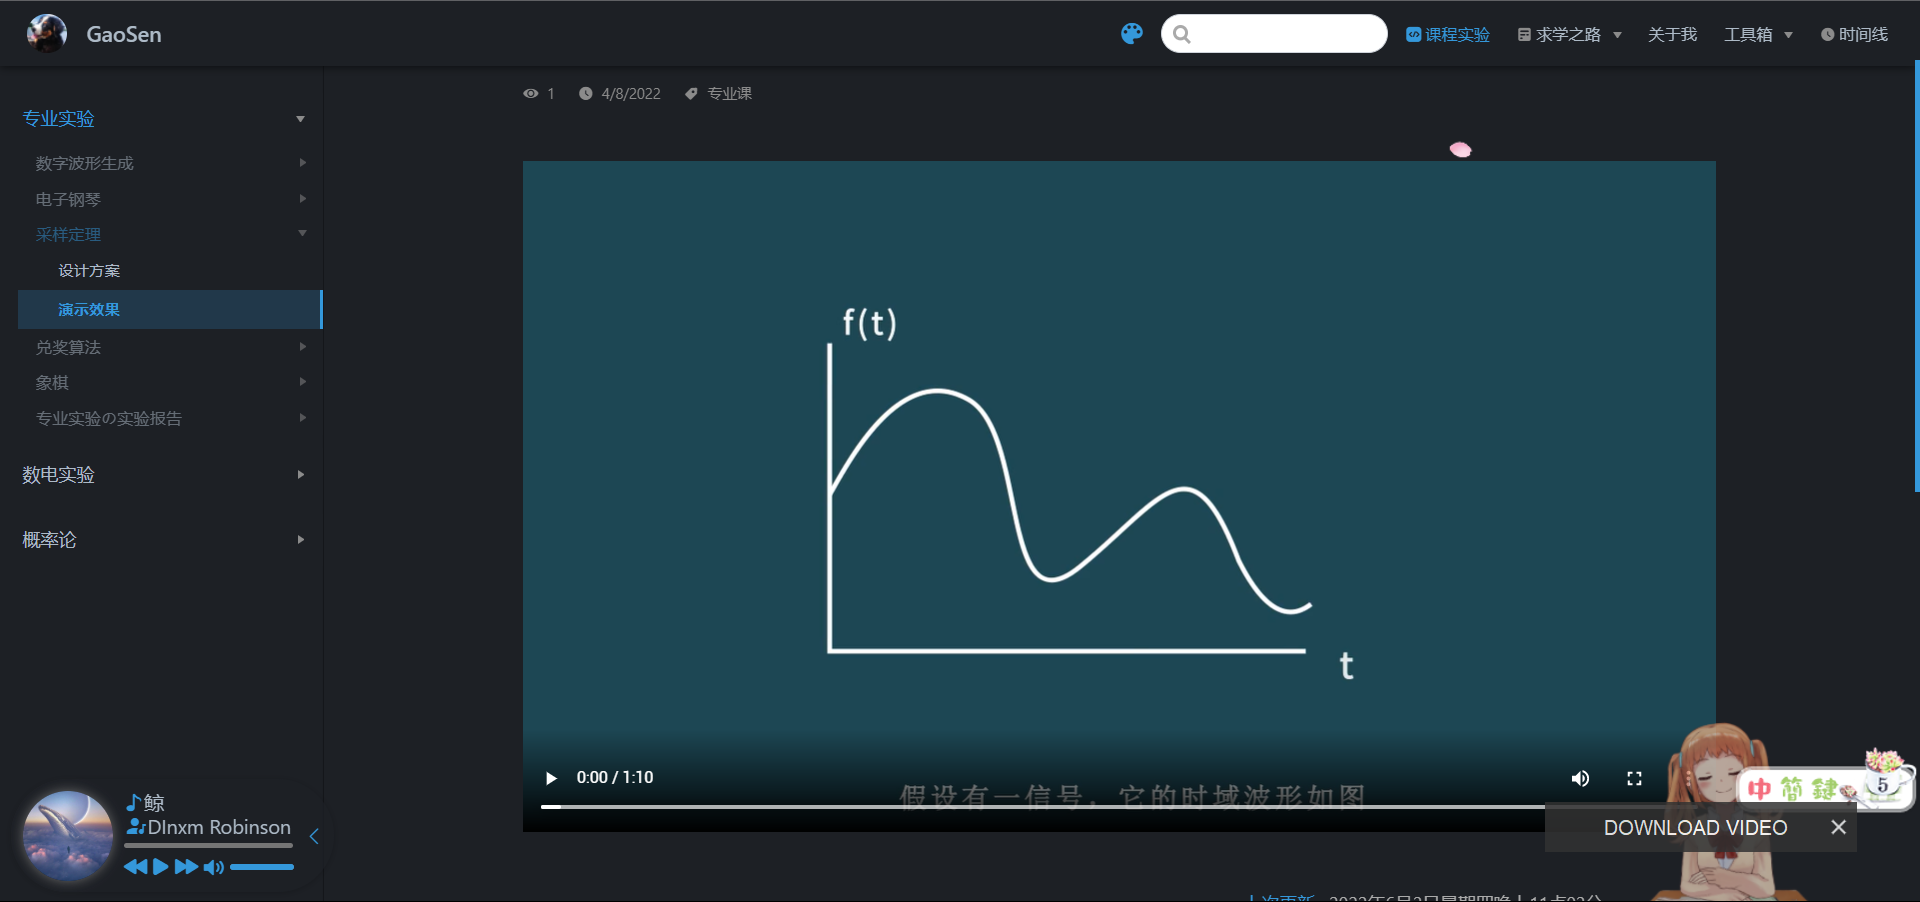 GaoSen
课程实验
求学之路
关于我
工具箱
时间线
1
4/8/2022
专业课
专业实验
数字波形生成
电子钢琴
采样定理
设计方案
演示效果
兑奖算法
象棋
专业实验の实验报告
数电实验
概率论
f(t)
t
0:00 / 1:10
假设有一信号，它的时域波形如图
中 簡 鍵
5
DOWNLOAD VIDEO
鲸
DInxm Robinson